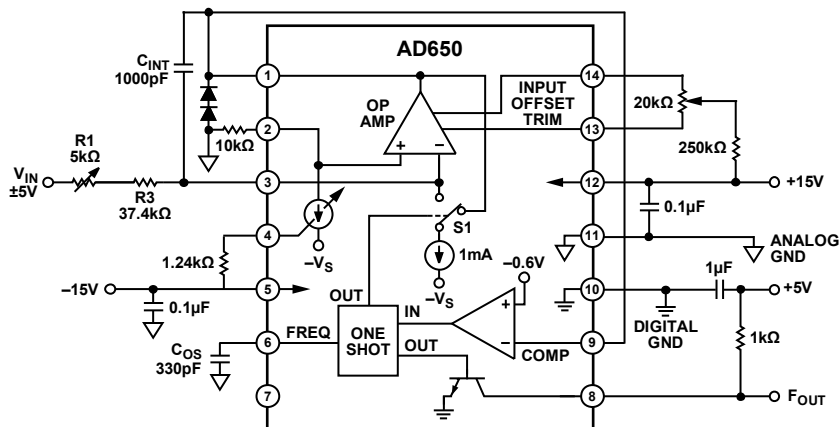 AD650
C_INT
1000pF
1
14
OP
AMP
INPUT
OFFSET
TRIM
20kΩ
2
13
10kΩ
+
−
250kΩ
R1
5kΩ
V_IN
±5V
R3
37.4kΩ
3
12
+15V
S1
0.1µF
4
11
ANALOG
GND
1.24kΩ
−V_S
1mA
−0.6V
1µF
−15V
5
10
+5V
−V_S
0.1µF
OUT
IN
+
DIGITAL
GND
FREQ
ONE
SHOT
−
COMP
6
9
1kΩ
C_OS
330pF
OUT
7
8
F_OUT